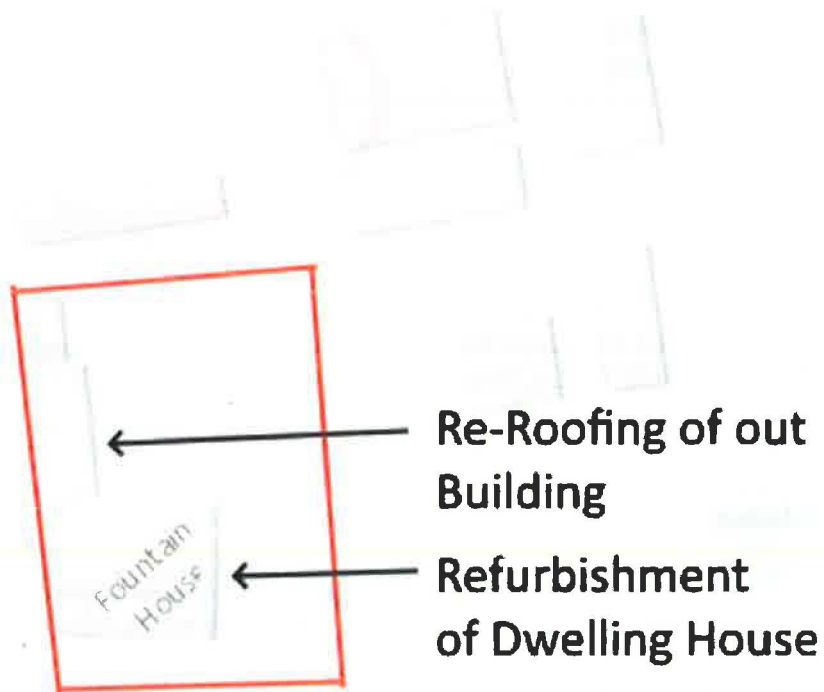 Re-Roofing of out
Building
Fountain
House
Refurbishment
of Dwelling House